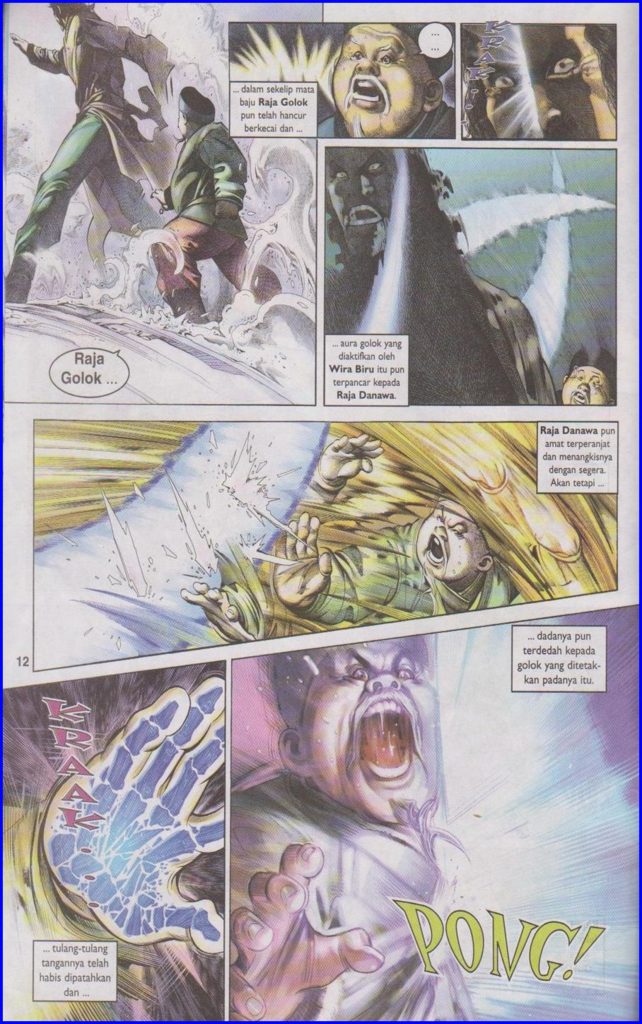 Raja
Golok ...
... dalam sekelip mata
baju Raja Golok
pun telah hancur
berkecai dan ...
...
...
KRAK...
... aura golok yang
diaktifkan oleh
Wira Biru itu pun
terpancar kepada
Raja Danawa.
Raja Danawa pun
amat terperanjat
dan menangkisnya
dengan segera.
Akan tetapi ...
12
KRAAK...
... tulang-tulang
tangannya telah
habis dipatahkan
dan ...
... dadanya pun
terdedah kepada
golok yang ditetak-
kan padanya itu.
PONG!